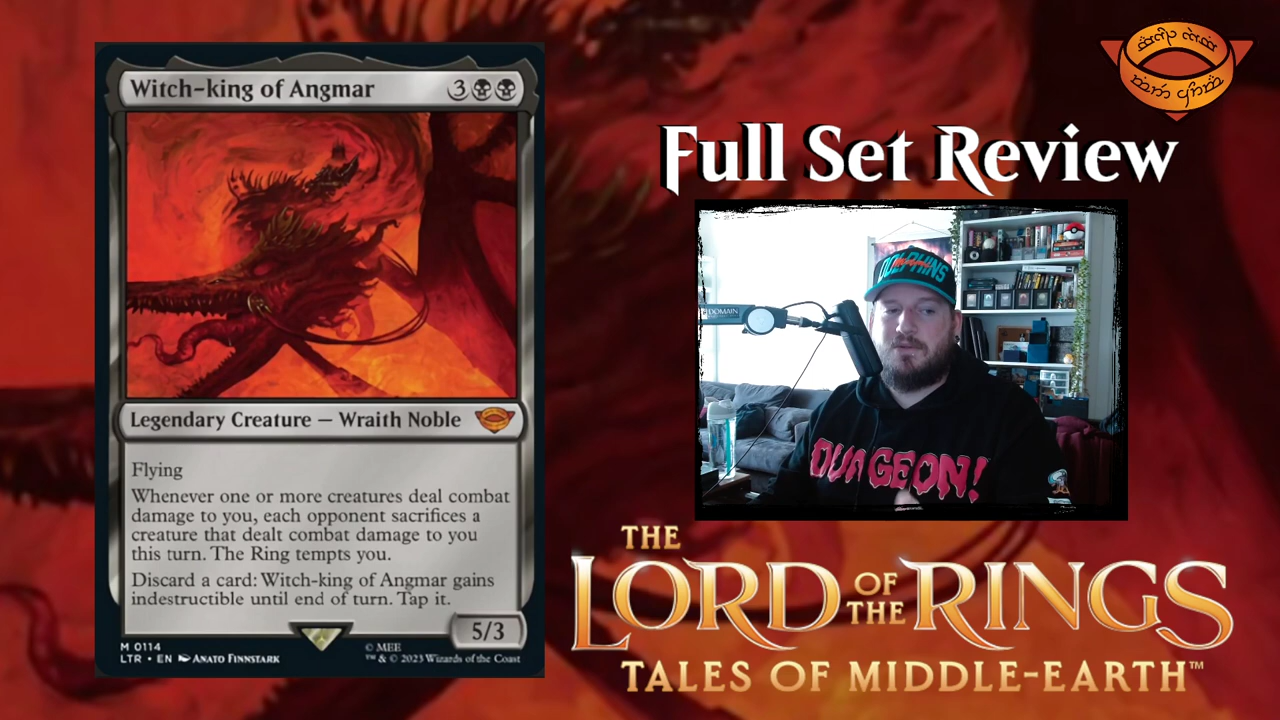 Witch-king of Angmar 3
Legendary Creature — Wraith Noble
Flying
Whenever one or more creatures deal combat
damage to you, each opponent sacrifices a
creature that dealt combat damage to you
this turn. The Ring tempts you.
Discard a card: Witch-king of Angmar gains
indestructible until end of turn. Tap it.
5/3
M 0114
LTR • EN ANATO FINNSTARK
© MEE
™ & © 2023 Wizards of the Coast
Full Set Review
DOLPHINS
DOMAIN
DUNGEON!
THE
LORD OF THE RINGS
TALES OF MIDDLE-EARTH™